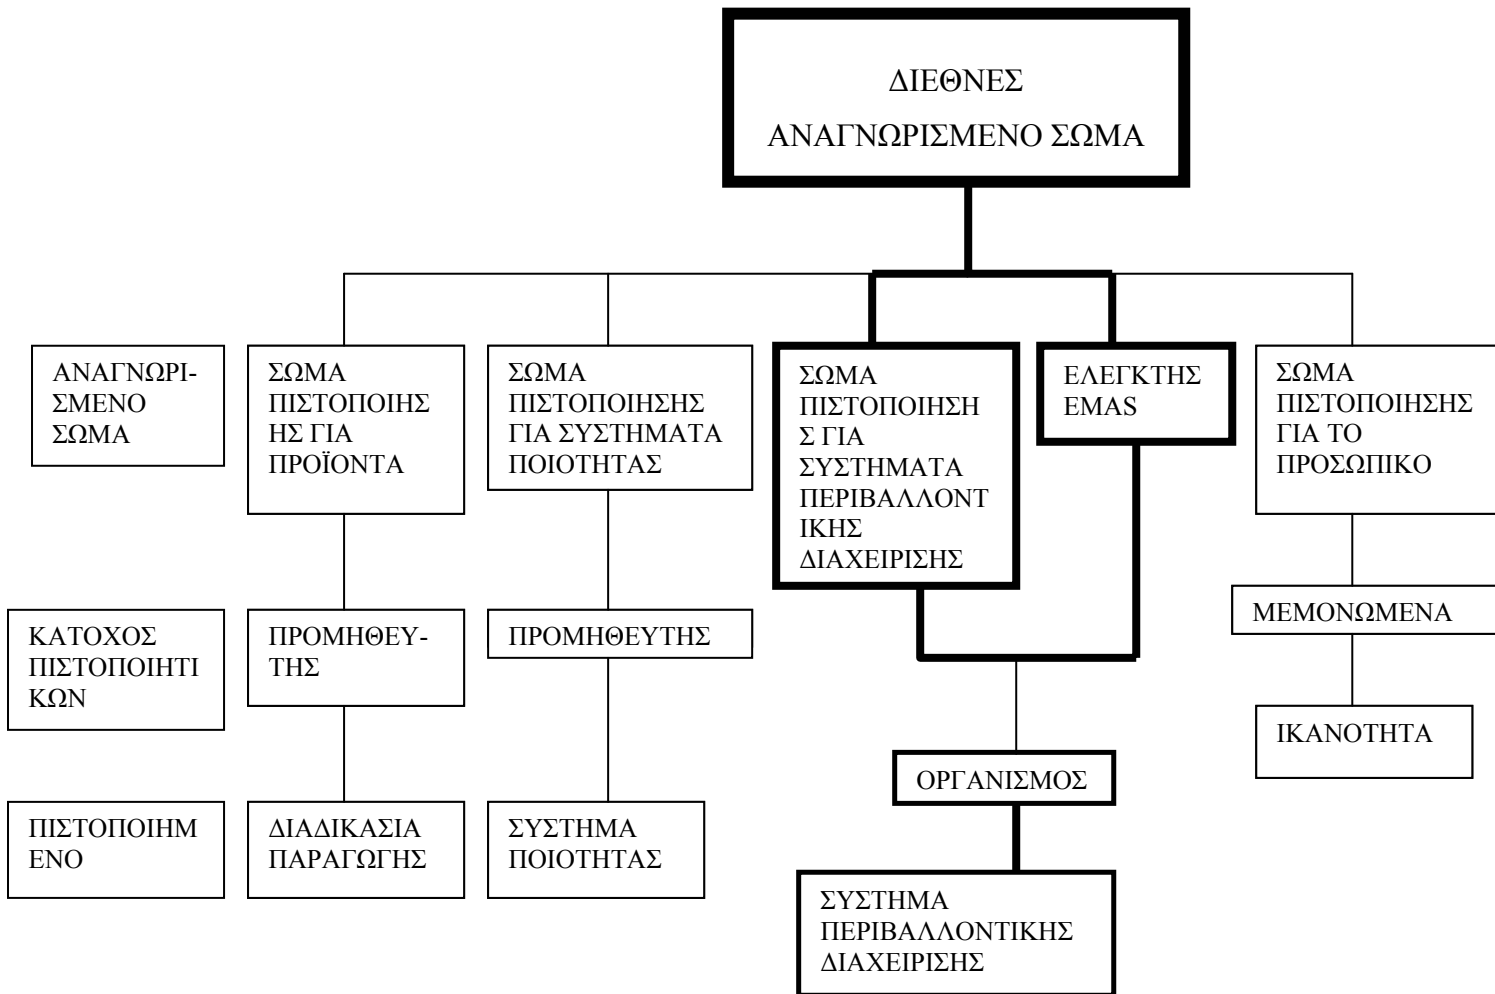 ΔΙΕΘΝΕΣ
ΑΝΑΓΝΩΡΙΣΜΕΝΟ ΣΩΜΑ
ΑΝΑΓΝΩΡΙ-
ΣΜΕΝΟ
ΣΩΜΑ
ΣΩΜΑ
ΠΙΣΤΟΠΟΙΗΣ
ΗΣ ΓΙΑ
ΠΡΟΪΟΝΤΑ
ΣΩΜΑ
ΠΙΣΤΟΠΟΙΗΣΗΣ
ΓΙΑ ΣΥΣΤΗΜΑΤΑ
ΠΟΙΟΤΗΤΑΣ
ΣΩΜΑ
ΠΙΣΤΟΠΟΙΗΣΗ
Σ ΓΙΑ
ΣΥΣΤΗΜΑΤΑ
ΠΕΡΙΒΑΛΛΟΝΤ
ΙΚΗΣ
ΔΙΑΧΕΙΡΙΣΗΣ
ΕΛΕΓΚΤΗΣ
EMAS
ΣΩΜΑ
ΠΙΣΤΟΠΟΙΗΣΗΣ
ΓΙΑ ΤΟ
ΠΡΟΣΩΠΙΚΟ
ΚΑΤΟΧΟΣ
ΠΙΣΤΟΠΟΙΗΤΙ
ΚΩΝ
ΠΡΟΜΗΘΕΥ-
ΤΗΣ
ΠΡΟΜΗΘΕΥΤΗΣ
ΜΕΜΟΝΩΜΕΝΑ
ΙΚΑΝΟΤΗΤΑ
ΟΡΓΑΝΙΣΜΟΣ
ΠΙΣΤΟΠΟΙΗΜ
ΕΝΟ
ΔΙΑΔΙΚΑΣΙΑ
ΠΑΡΑΓΩΓΗΣ
ΣΥΣΤΗΜΑ
ΠΟΙΟΤΗΤΑΣ
ΣΥΣΤΗΜΑ
ΠΕΡΙΒΑΛΛΟΝΤΙΚΗΣ
ΔΙΑΧΕΙΡΙΣΗΣ